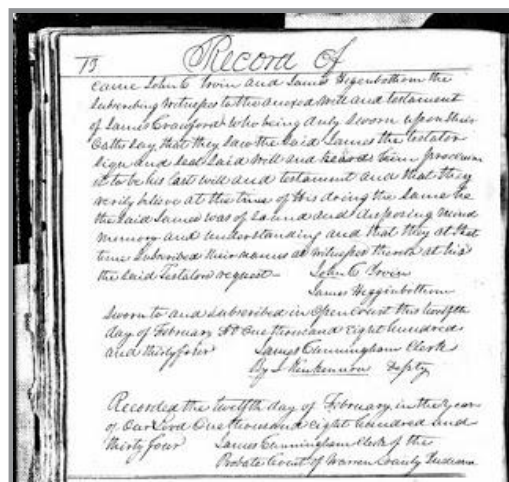 13 Record of
came John C Irvin and James Higenbothom the
Subscribing Witnesses to the anexed Will and testament
of James Crawford who being duly Sworn upon their
Oaths Say that they Saw the Said James the testator
Sign and Seal Said Will and heard him
it to be his last will and testament and that they
verily believe at the time of his doing the Same he
the Said James was of Sound and disposing mind
memory and understanding and that they at that
time Subscribed their names as Witnesses thereto at his
the Said Testators request
John C Irvin
James Higginbothom
Sworn to and Subscribed in Open Court this twelfth
day of February AD One thousand Eight hundred
and thirty four James Cunningham Clerk
By Depty
Recorded the twelfth day of February in the Year
of Our Lord One thousand eight hundred and
thirty four James Cunningham Clerk of the
Probate Court of Warren County Indiana